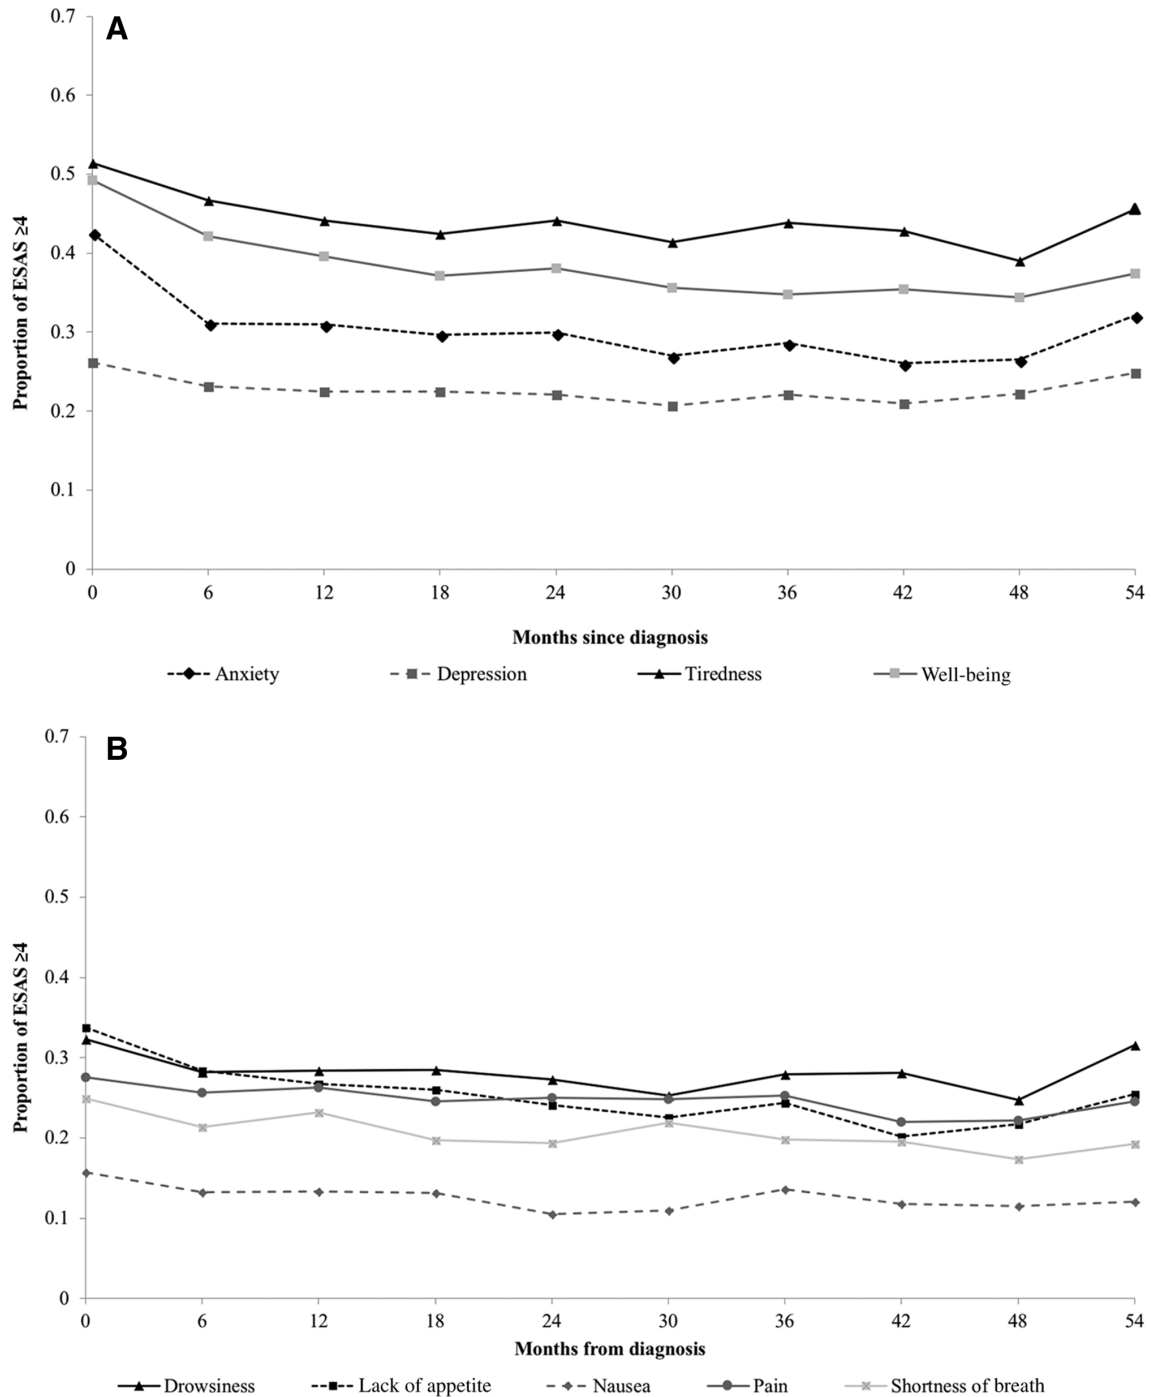 A
0.7
0.6
0.5
0.4
0.3
0.2
0.1
0
Proportion of ESAS ≥4
0 6 12 18 24 30 36 42 48 54
Months since diagnosis
Anxiety Depression Tiredness Well-being
B
0.7
0.6
0.5
0.4
0.3
0.2
0.1
0
Proportion of ESAS ≥4
0 6 12 18 24 30 36 42 48 54
Months from diagnosis
Drowsiness Lack of appetite Nausea Pain Shortness of breath